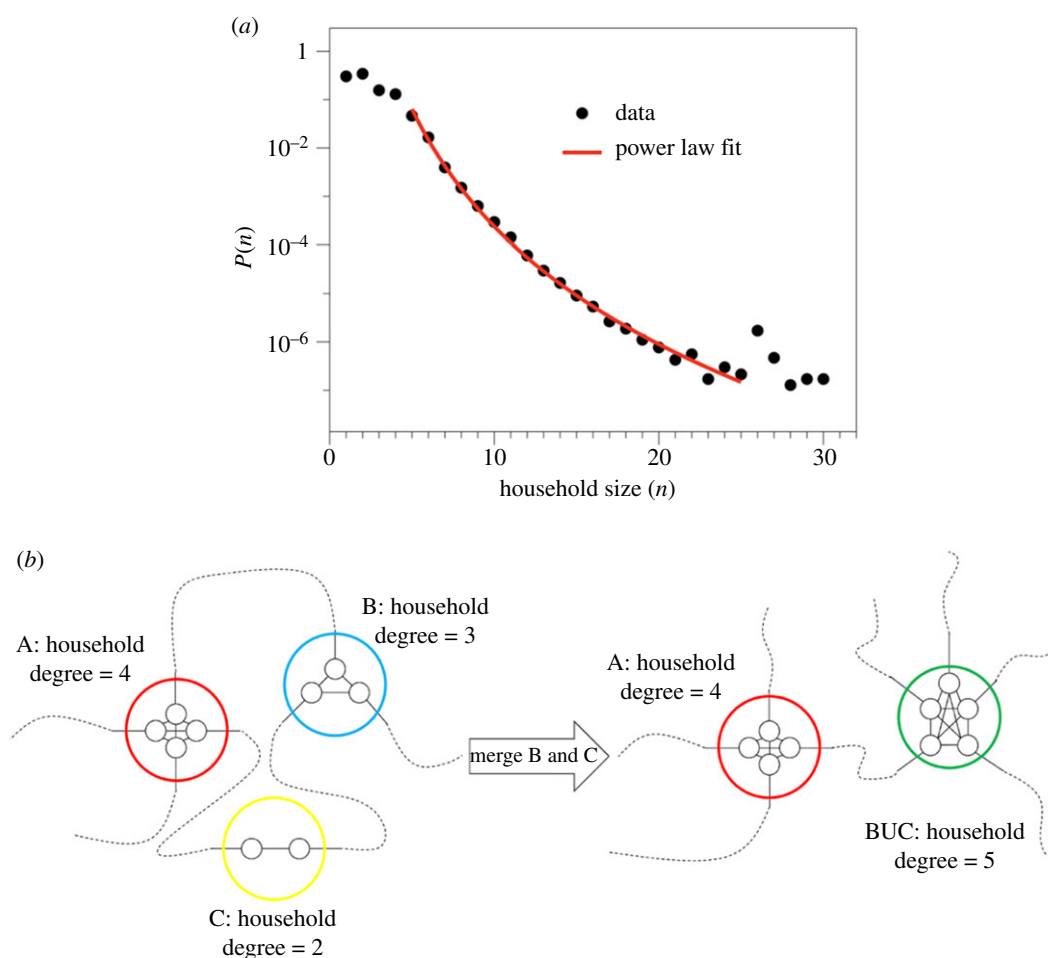 (a)
1
10⁻²
10⁻⁴
10⁻⁶
P(n)
data
power law fit
0
10
20
30
household size (n)
(b)
B: household
degree = 3
A: household
degree = 4
C: household
degree = 2
merge B and C
A: household
degree = 4
BUC: household
degree = 5